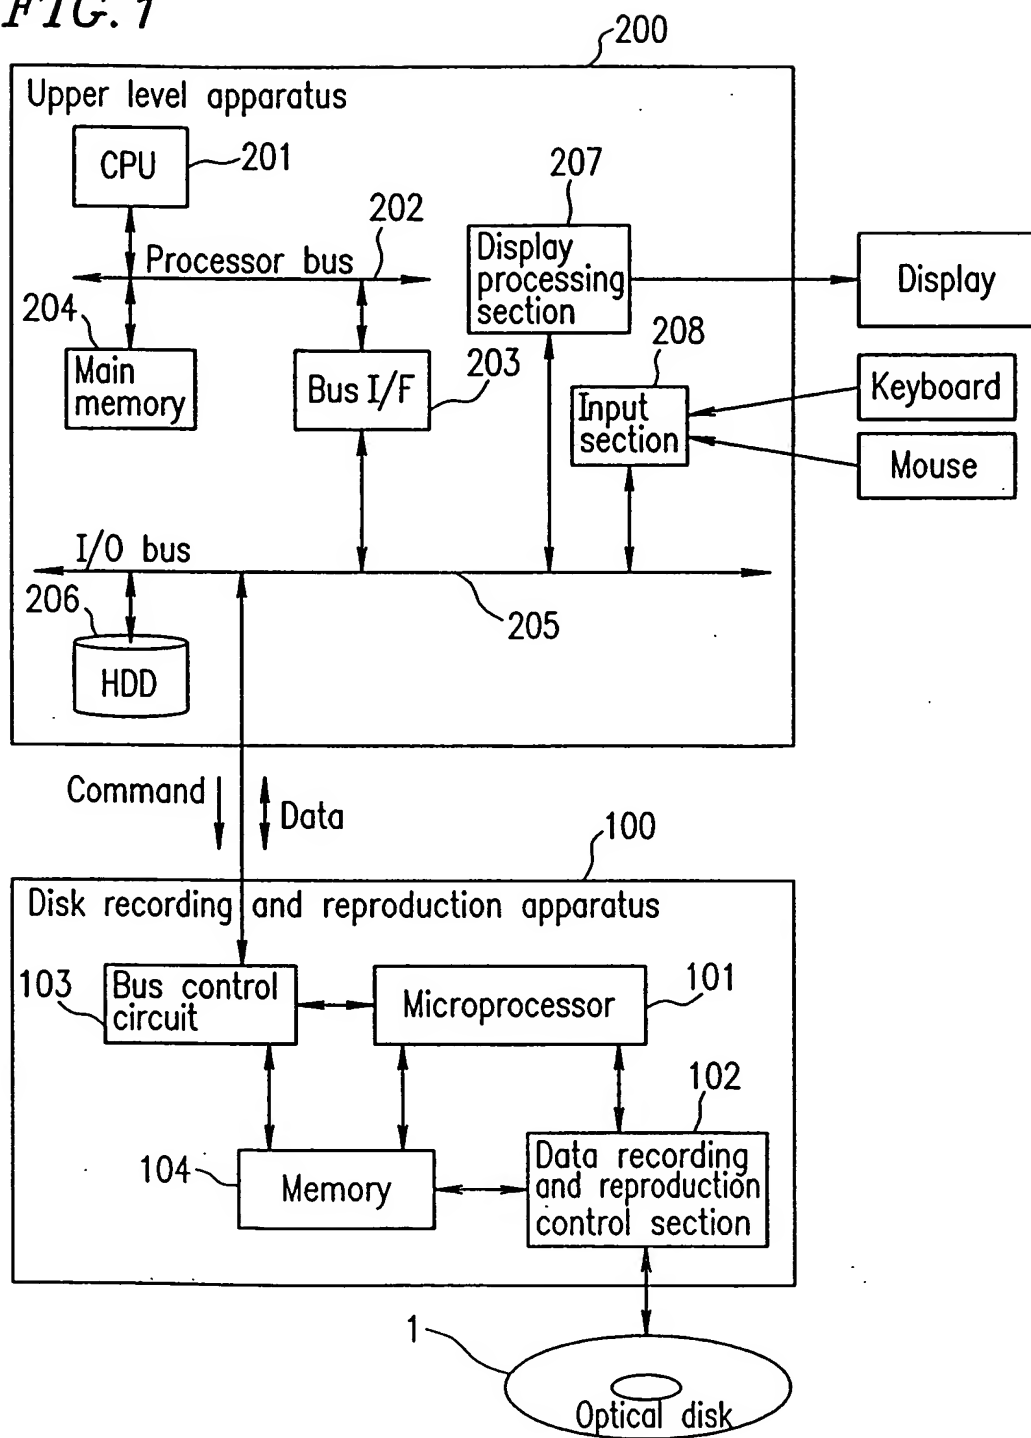 FIG. 1
200
Upper level apparatus
CPU
201
207
202
Processor bus
Display
processing
section
Display
204
208
Main
memory
Bus I/F
203
Input
section
Keyboard
Mouse
I/O bus
206
205
HDD
Command
Data
100
Disk recording and reproduction apparatus
103
Bus control
circuit
Microprocessor
101
102
104
Memory
Data recording
and reproduction
control section
1
Optical disk